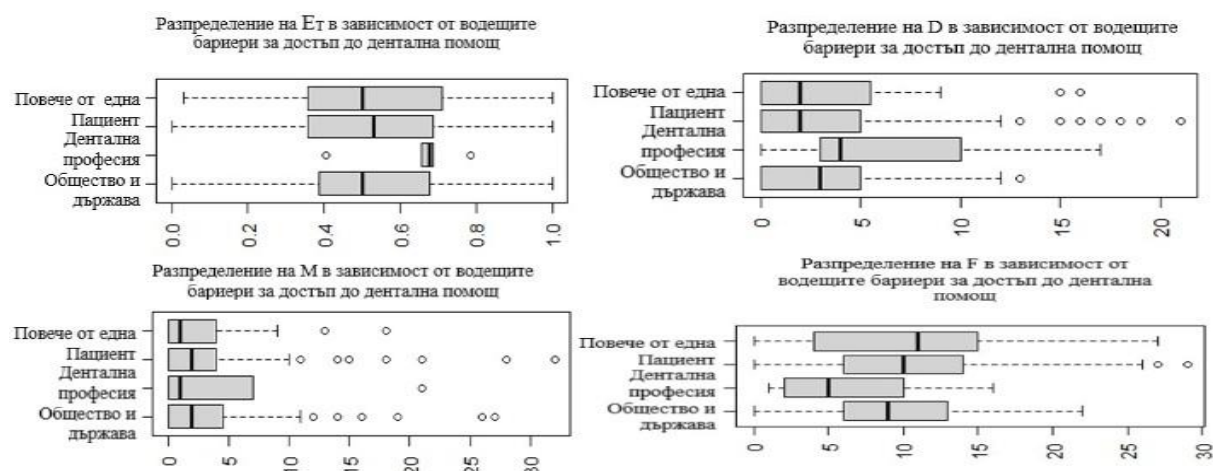 Разпределение на ET в зависимост от водещите
бариери за достъп до дентална помощ
Повече от една
Пациент
Дентална
професия
Общество и
държава
0.0 0.2 0.4 0.6 0.8 1.0
Разпределение на D в зависимост от водещите
бариери за достъп до дентална помощ
Повече от една
Пациент
Дентална
професия
Общество и
държава
0 5 10 15 20
Разпределение на M в зависимост от водещите
бариери за достъп до дентална помощ
Повече от една
Пациент
Дентална
професия
Общество и
държава
0 5 10 15 20 25 30
Разпределение на F в зависимост от
водещите бариери за достъп до дентална
помощ
Повече от една
Пациент
Дентална
професия
Общество и
държава
0 5 10 15 20 25 30